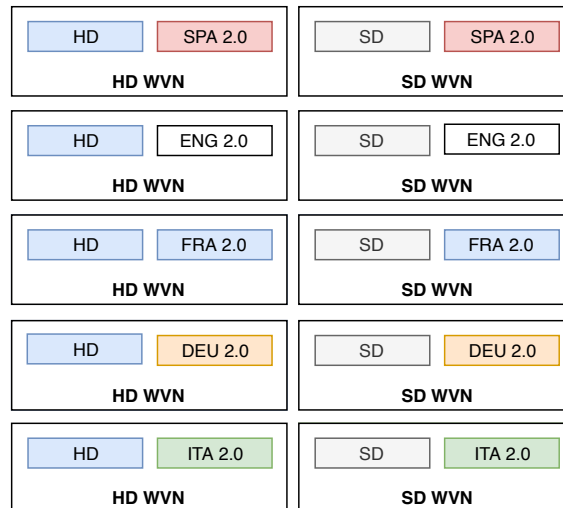 HD SPA 2.0 SD SPA 2.0
HD WVN SD WVN
HD ENG 2.0 SD ENG 2.0
HD WVN SD WVN
HD FRA 2.0 SD FRA 2.0
HD WVN SD WVN
HD DEU 2.0 SD DEU 2.0
HD WVN SD WVN
HD ITA 2.0 SD ITA 2.0
HD WVN SD WVN